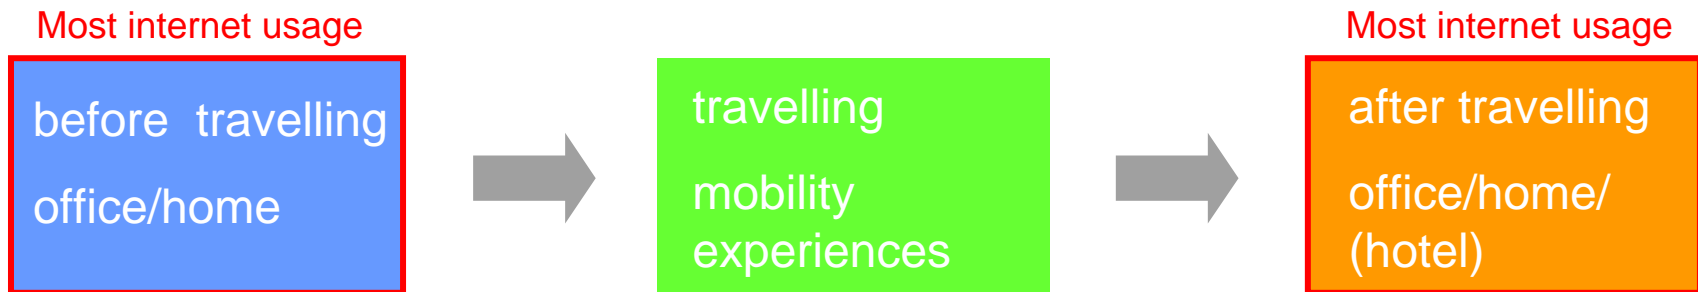 Most internet usage
before travelling
office/home
travelling
mobility
experiences
Most internet usage
after travelling
office/home/
(hotel)